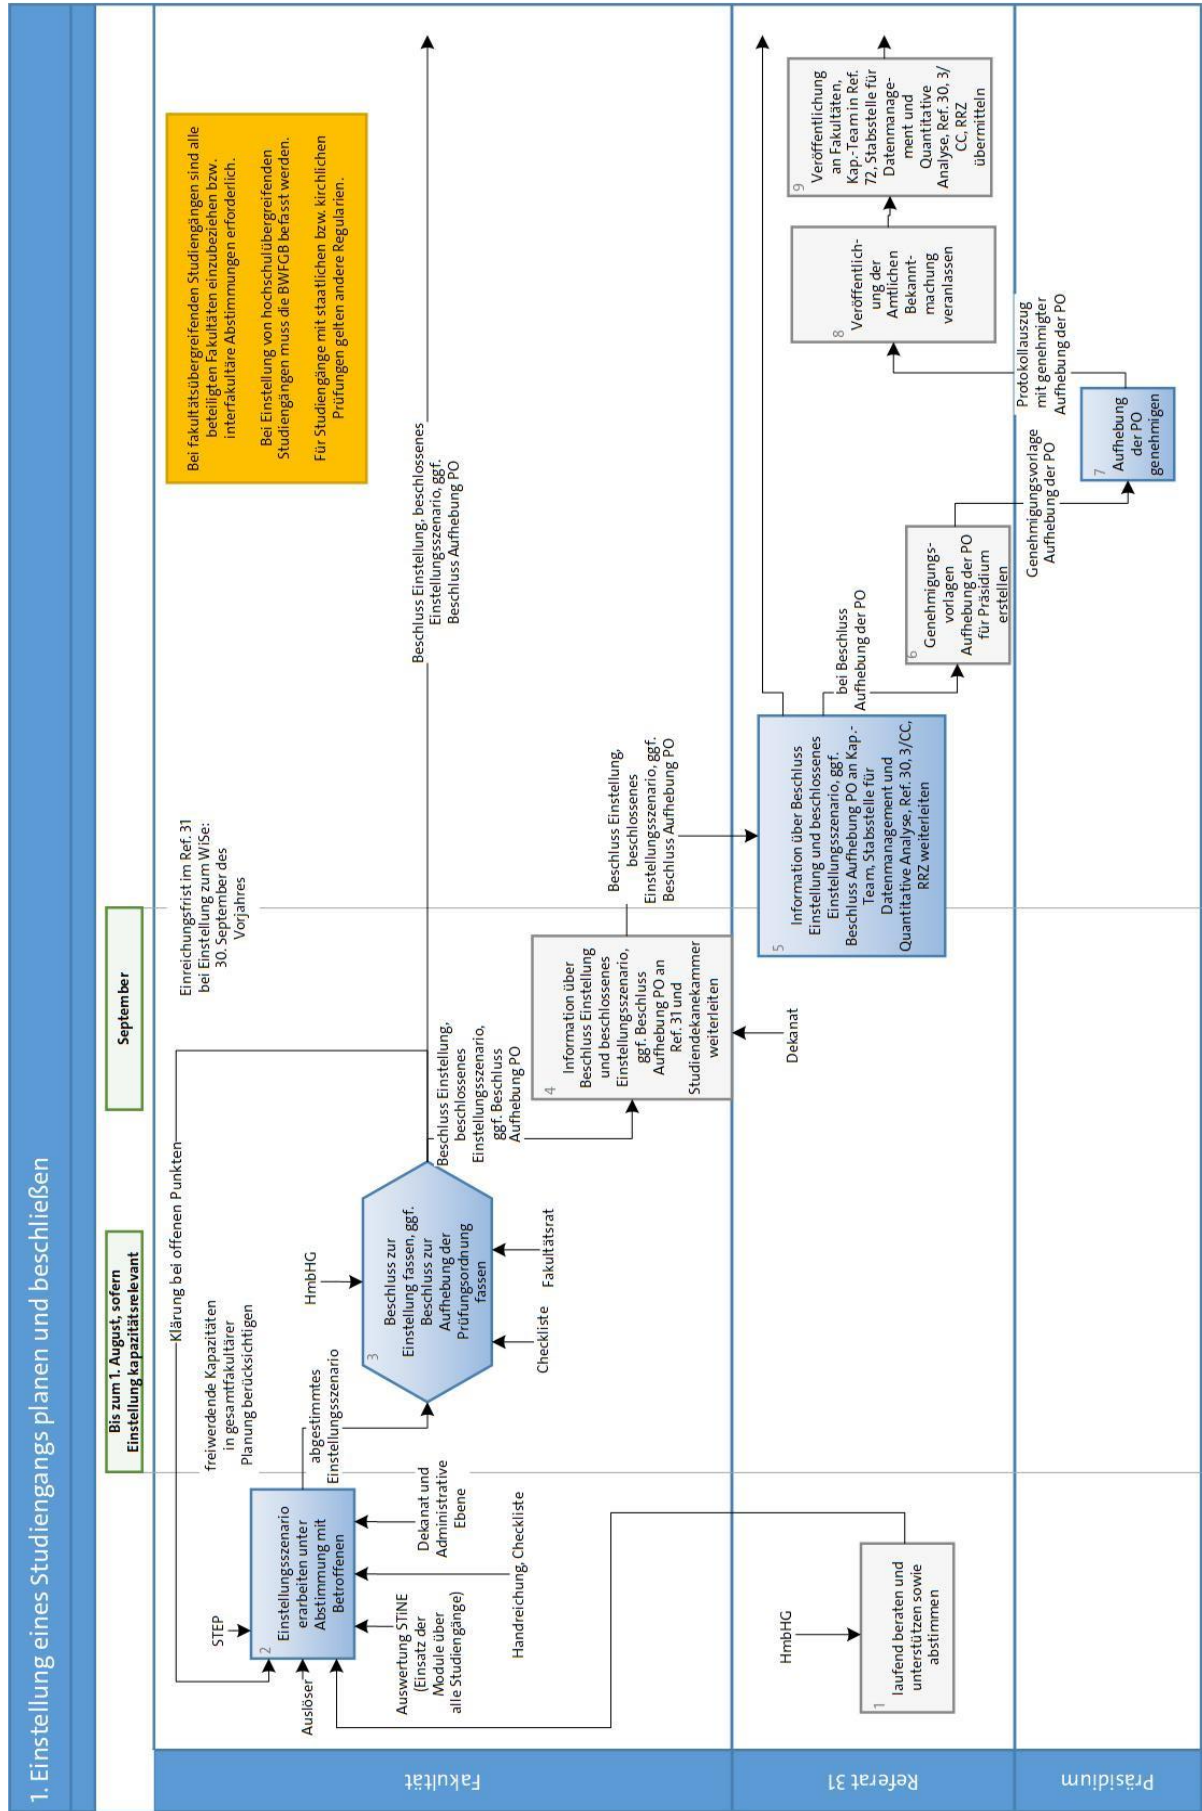 1. Einstellung eines Studiengangs planen und beschließen
Bis zum 1. August, sofern
Einstellung kapazitätsrelevant
September
Fakultät
Referat 31
Präsidium
Klärung bei offenen Punkten
Einreichungsfrist im Ref. 31
bei Einstellung zum WiSe:
30. September des
Vorjahres
Bei fakultätsübergreifenden Studiengängen sind alle
beteiligten Fakultäten einzubeziehen bzw.
interfakultäre Abstimmungen erforderlich.
Bei Einstellung von hochschulübergreifenden
Studiengängen muss die BWFGB befasst werden.
Für Studiengänge mit staatlichen bzw. kirchlichen
Prüfungen gelten andere Regularien.
STEP
Auslöser
2
Einstellungsszenario
erarbeiten unter
Abstimmung mit
Betroffenen
freiwerdende Kapazitäten
in gesamtfakultärer
Planung berücksichtigen
abgestimmtes
Einstellungsszenario
Auswertung STiNE
(Einsatz der
Module über
alle Studiengänge)
Handreichung, Checkliste
Dekanat und
Administrative
Ebene
HmbHG
3
Beschluss zur
Einstellung fassen, ggf.
Beschluss zur
Aufhebung der
Prüfungsordnung
fassen
Checkliste
Fakultätsrat
Beschluss Einstellung,
beschlossenes
Einstellungsszenario,
ggf. Beschluss
Aufhebung PO
Beschluss Einstellung, beschlossenes
Einstellungsszenario, ggf.
Beschluss Aufhebung PO
4
Information über
Beschluss Einstellung
und beschlossenes
Einstellungsszenario,
ggf. Beschluss
Aufhebung PO an
Ref. 31 und
Studiendekanekammer
weiterleiten
Dekanat
Beschluss Einstellung,
beschlossenes
Einstellungsszenario, ggf.
Beschluss Aufhebung PO
HmbHG
1
laufend beraten und
unterstützen sowie
abstimmen
5
Information über Beschluss
Einstellung und beschlossenes
Einstellungsszenario, ggf.
Beschluss Aufhebung PO an Kap.-
Team, Stabsstelle für
Datenmanagement und
Quantitative Analyse, Ref. 30, 3/CC,
RRZ weiterleiten
bei Beschluss
Aufhebung der PO
6
Genehmigungs-
vorlagen
Aufhebung der PO
für Präsidium
erstellen
Genehmigungsvorlage
Aufhebung der PO
7
Aufhebung
der PO
genehmigen
Protokollauszug
mit genehmigter
Aufhebung der PO
8
Veröffentlich-
ung der
Amtlichen
Bekannt-
machung
veranlassen
9
Veröffentlichung
an Fakultäten,
Kap.-Team in Ref.
72, Stabsstelle für
Datenmanage-
ment und
Quantitative
Analyse, Ref. 30, 3/
CC, RRZ
übermitteln